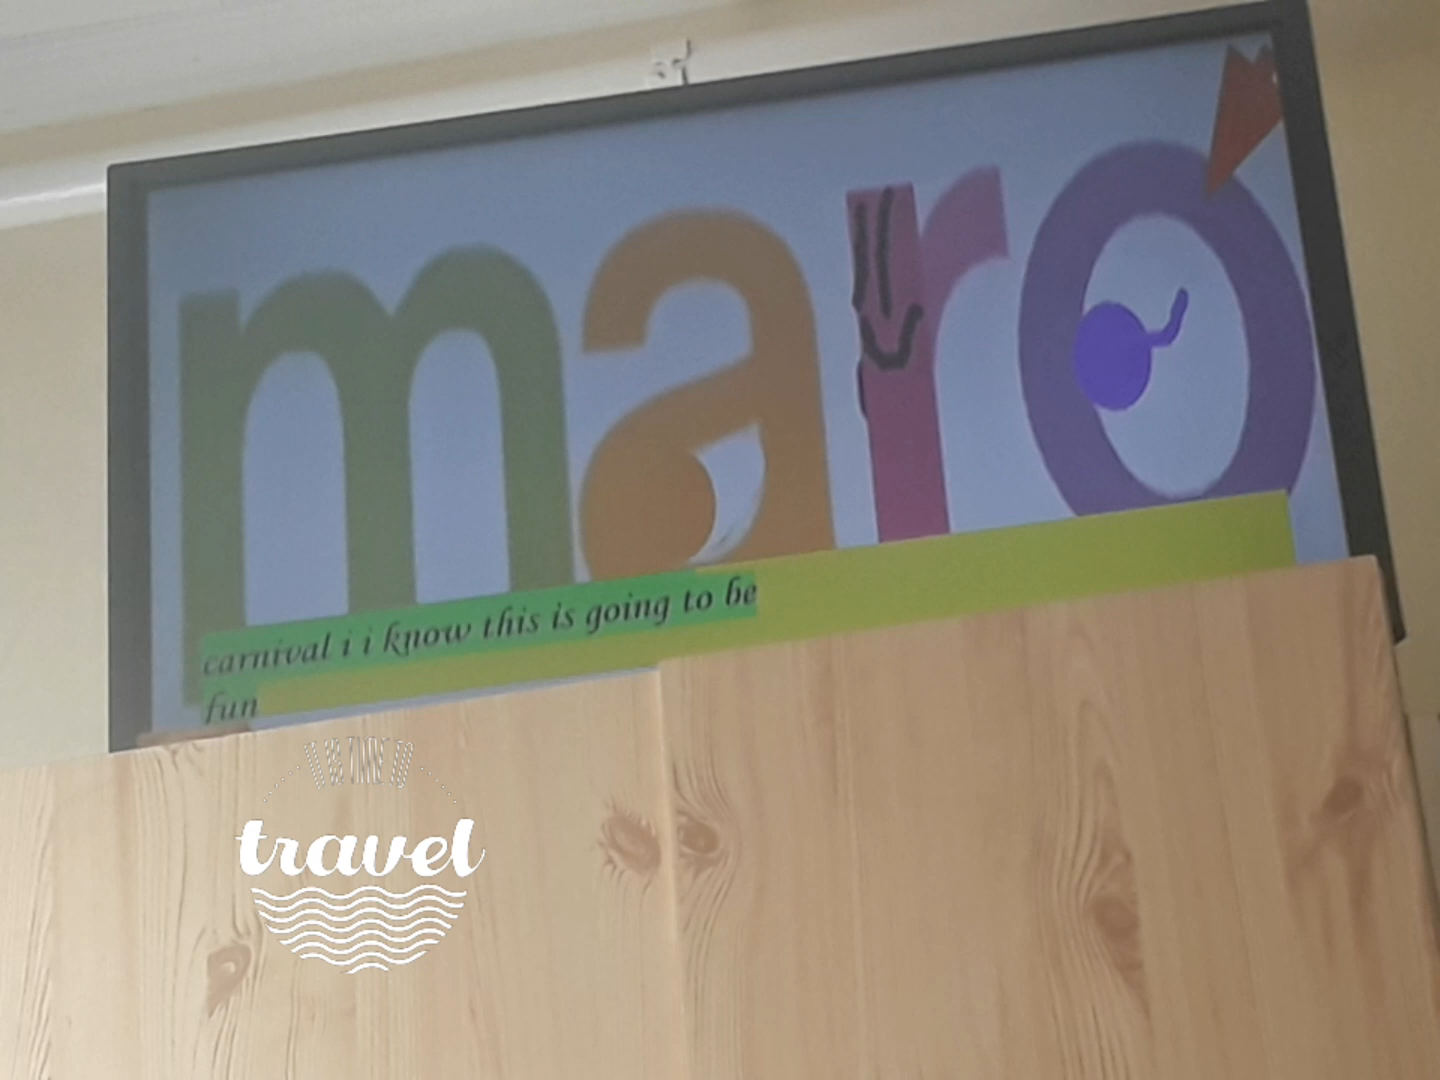 maro
carnival i i know this is going to be
fun
travel